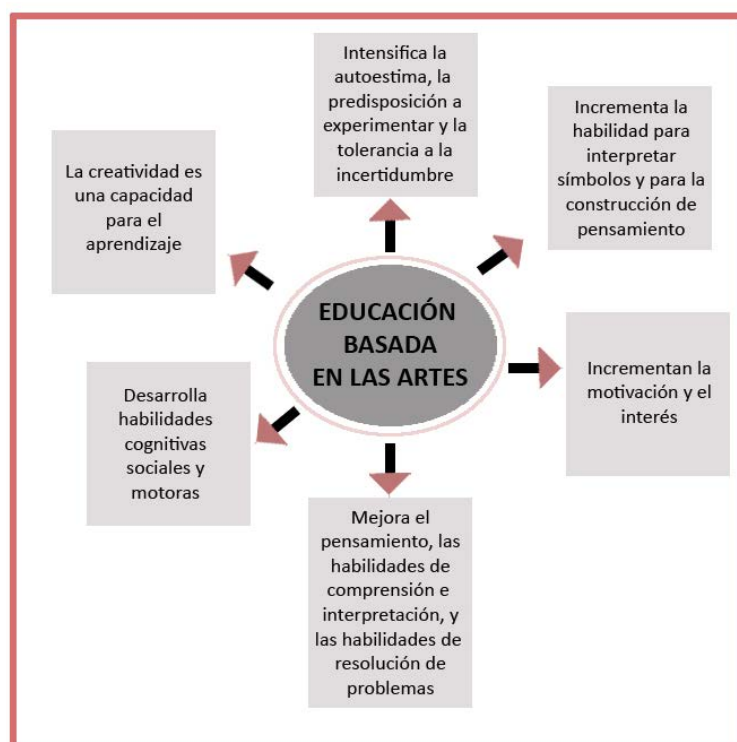 Intensifica la
autoestima, la
predisposición a
experimentar y la
tolerancia a la
incertidumbre
Incrementa la
habilidad para
interpretar
símbolos y para la
construcción de
pensamiento
La creatividad es
una capacidad
para el
aprendizaje
EDUCACIÓN
BASADA
EN LAS ARTES
Incrementan la
motivación y el
interés
Desarrolla
habilidades
cognitivas
sociales y
motoras
Mejora el
pensamiento, las
habilidades de
comprensión e
interpretación, y
las habilidades de
resolución de
problemas